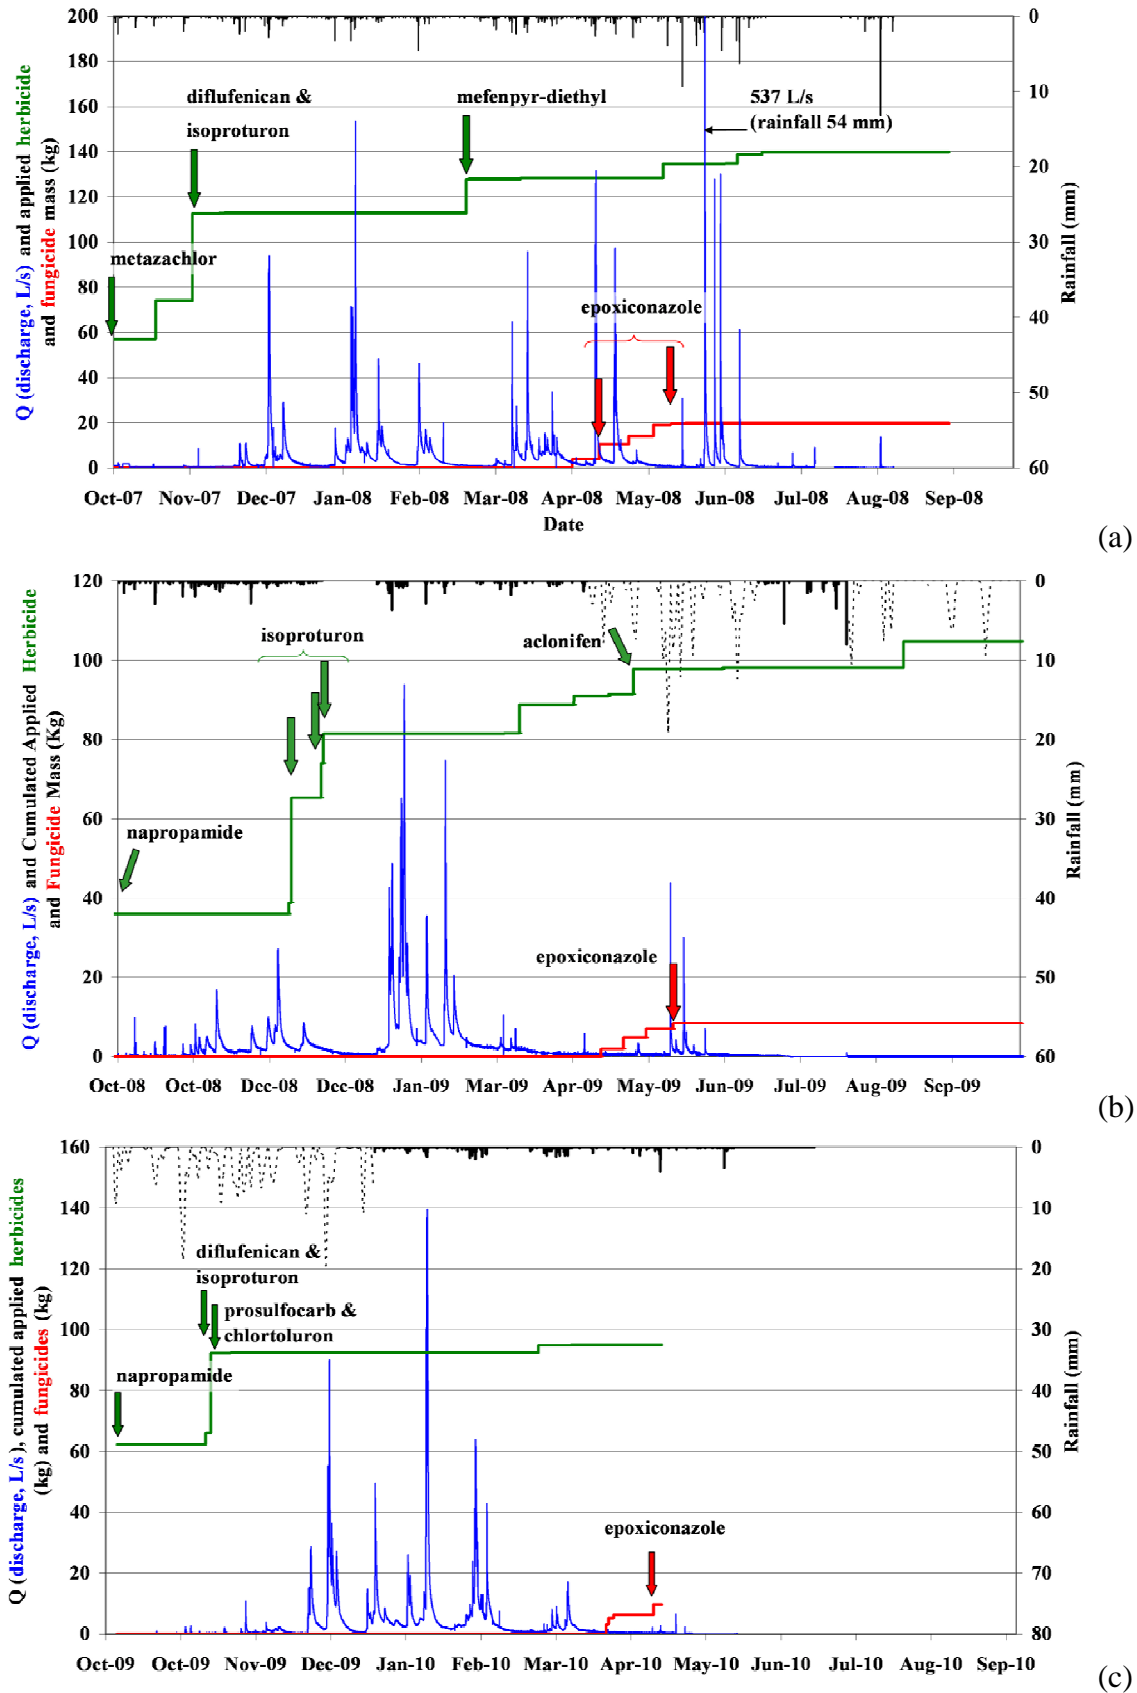 200
180
160
140
120
100
80
60
40
20
0
0
10
20
30
40
50
60
Q (discharge, L/s) and applied herbicide
and fungicide mass (kg)
Rainfall (mm)
diflufenican &
isoproturon
metazachlor
mefenpyr-diethyl
537 L/s
(rainfall 54 mm)
epoxiconazole
Oct-07 Nov-07 Dec-07 Jan-08 Feb-08 Mar-08 Apr-08 May-08 Jun-08 Jul-08 Aug-08 Sep-08
Date
(a)
120
100
80
60
40
20
0
0
10
20
30
40
50
60
Q (discharge, L/s) and Cumulated Applied Herbicide
and Fungicide Mass (Kg)
Rainfall (mm)
isoproturon
aclonifen
napropamide
epoxiconazole
Oct-08 Oct-08 Dec-08 Dec-08 Jan-09 Mar-09 Apr-09 May-09 Jun-09 Jul-09 Aug-09 Sep-09
(b)
160
140
120
100
80
60
40
20
0
0
10
20
30
40
50
60
70
80
Q (discharge, L/s), cumulated applied herbicides
(kg) and fungicides (kg)
Rainfall (mm)
diflufenican &
isoproturon
prosulfocarb &
chlortoluron
napropamide
epoxiconazole
Oct-09 Oct-09 Nov-09 Dec-09 Jan-10 Feb-10 Mar-10 Apr-10 May-10 Jun-10 Jul-10 Aug-10 Sep-10
(c)